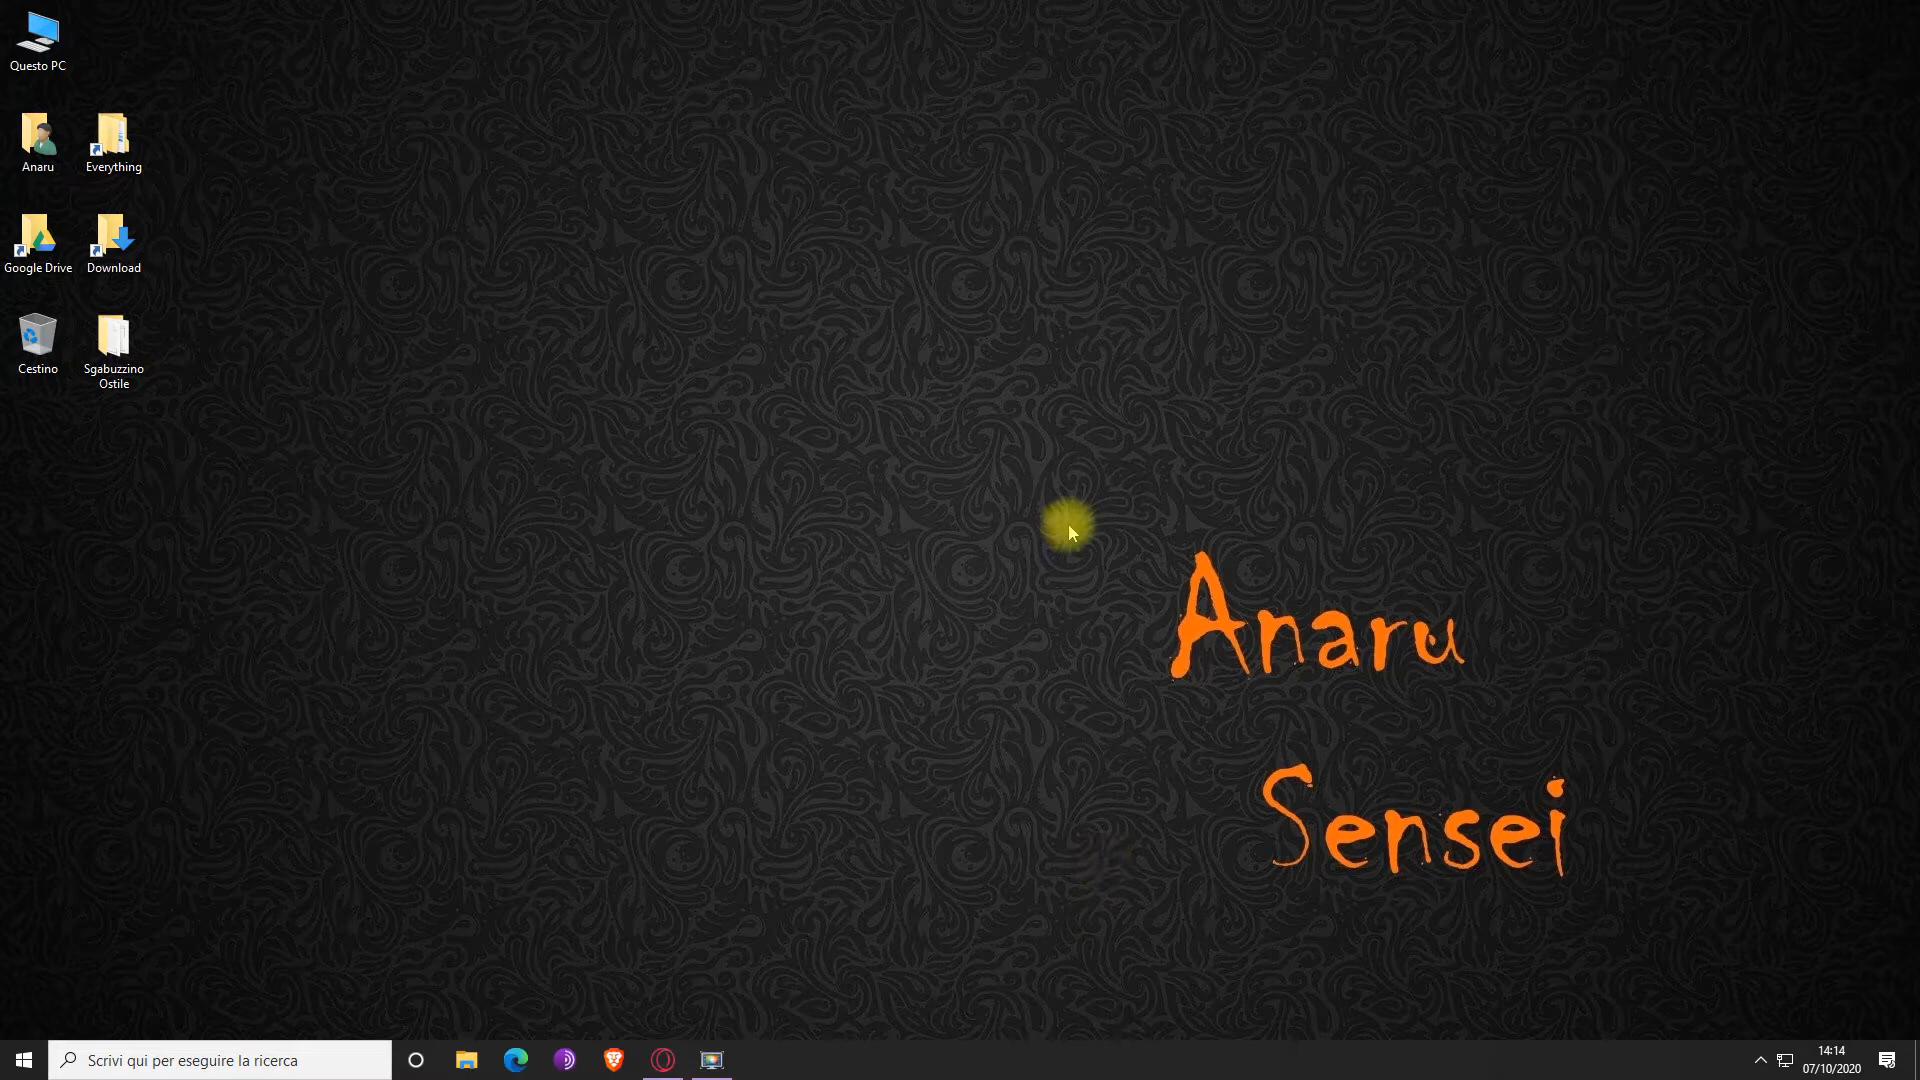 Questo PC
Anaru
Everything
Google Drive
Download
Cestino
Sgabuzzino
Ostile
Anaru
Sensei
Scrivi qui per eseguire la ricerca
14:14
07/10/2020